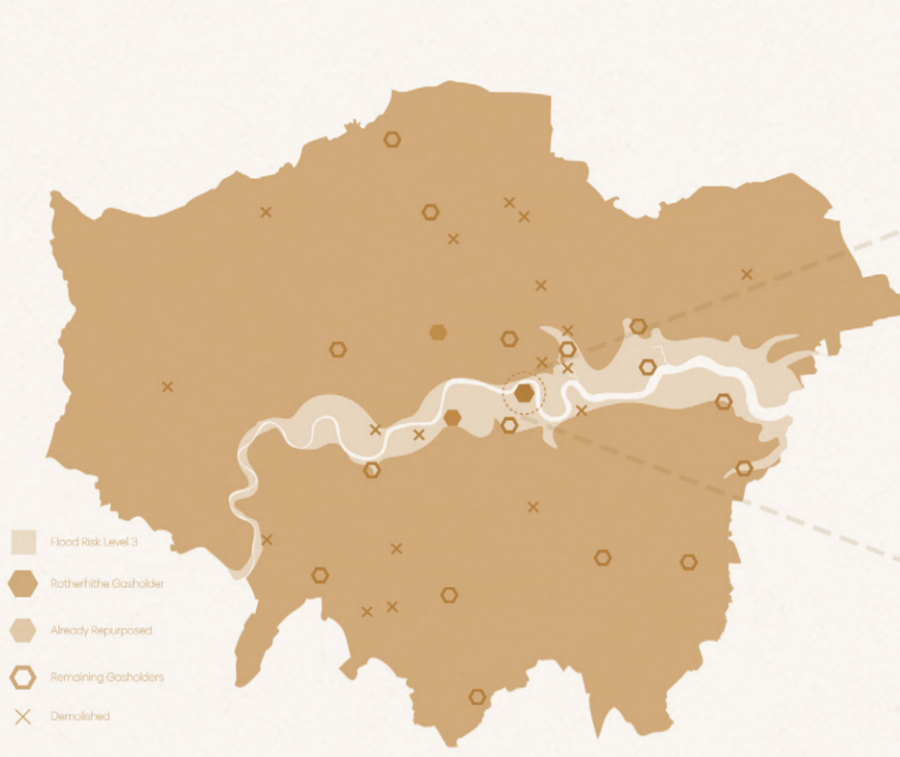 Flood Risk Level 3
Rotherhithe Gasholder
Already Repurposed
Remaining Gasholders
Demolished